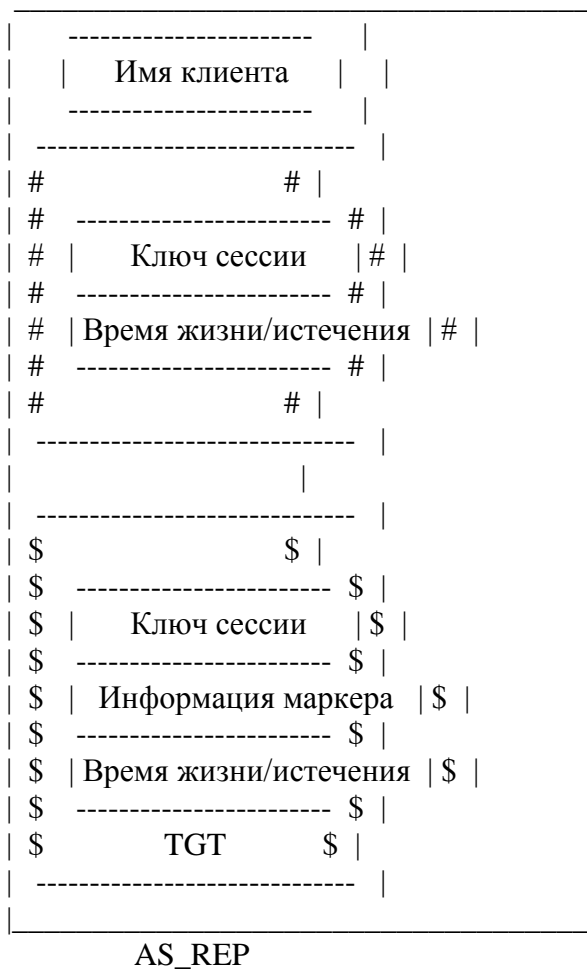 Имя клиента
# #
# #
# Ключ сессии #
# #
# Время жизни/истечения #
# #
# #
$ $
$ $
$ Ключ сессии $
$ $
$ Информация маркера $
$ $
$ Время жизни/истечения $
$ $
$ TGT $
AS_REP